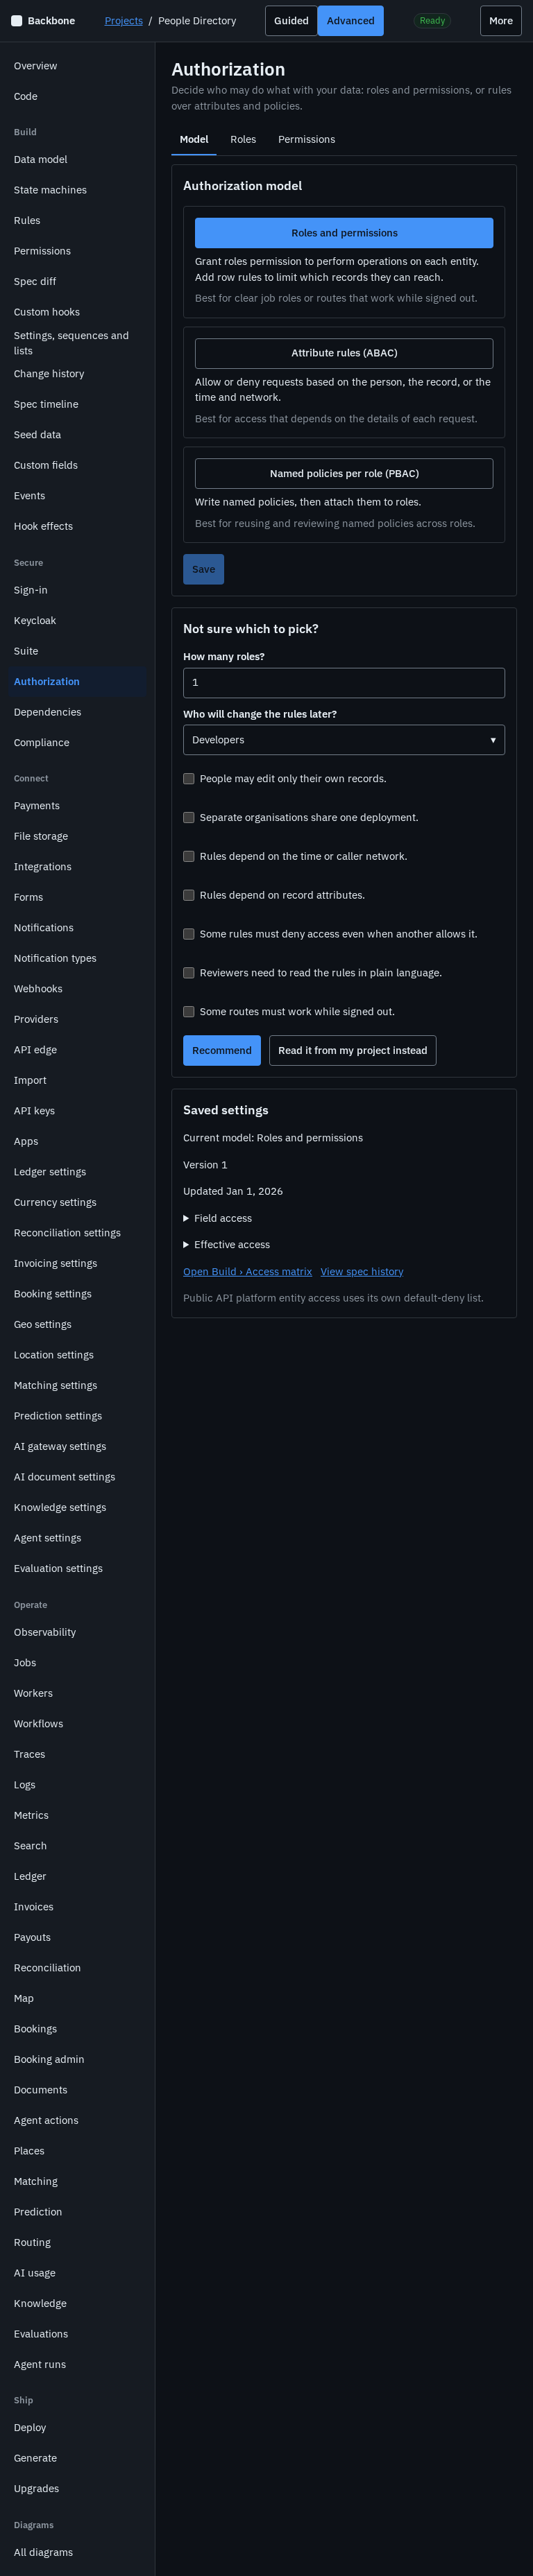 Backbone
Projects / People Directory
Guided
Advanced
Ready
More
Overview
Code
Build
Data model
State machines
Rules
Permissions
Spec diff
Custom hooks
Settings, sequences and
lists
Change history
Spec timeline
Seed data
Custom fields
Events
Hook effects
Secure
Sign-in
Keycloak
Suite
Authorization
Dependencies
Compliance
Connect
Payments
File storage
Integrations
Forms
Notifications
Notification types
Webhooks
Providers
API edge
Import
API keys
Apps
Ledger settings
Currency settings
Reconciliation settings
Invoicing settings
Booking settings
Geo settings
Location settings
Matching settings
Prediction settings
AI gateway settings
AI document settings
Knowledge settings
Agent settings
Evaluation settings
Operate
Observability
Jobs
Workers
Workflows
Traces
Logs
Metrics
Search
Ledger
Invoices
Payouts
Reconciliation
Map
Bookings
Booking admin
Documents
Agent actions
Places
Matching
Prediction
Routing
AI usage
Knowledge
Evaluations
Agent runs
Ship
Deploy
Generate
Upgrades
Diagrams
All diagrams
Authorization
Decide who may do what with your data: roles and permissions, or rules
over attributes and policies.
Model
Roles
Permissions
Authorization model
Roles and permissions
Grant roles permission to perform operations on each entity.
Add row rules to limit which records they can reach.
Best for clear job roles or routes that work while signed out.
Attribute rules (ABAC)
Allow or deny requests based on the person, the record, or the
time and network.
Best for access that depends on the details of each request.
Named policies per role (PBAC)
Write named policies, then attach them to roles.
Best for reusing and reviewing named policies across roles.
Save
Not sure which to pick?
How many roles?
1
Who will change the rules later?
Developers
People may edit only their own records.
Separate organisations share one deployment.
Rules depend on the time or caller network.
Rules depend on record attributes.
Some rules must deny access even when another allows it.
Reviewers need to read the rules in plain language.
Some routes must work while signed out.
Recommend
Read it from my project instead
Saved settings
Current model: Roles and permissions
Version 1
Updated Jan 1, 2026
Field access
Effective access
Open Build › Access matrix View spec history
Public API platform entity access uses its own default-deny list.